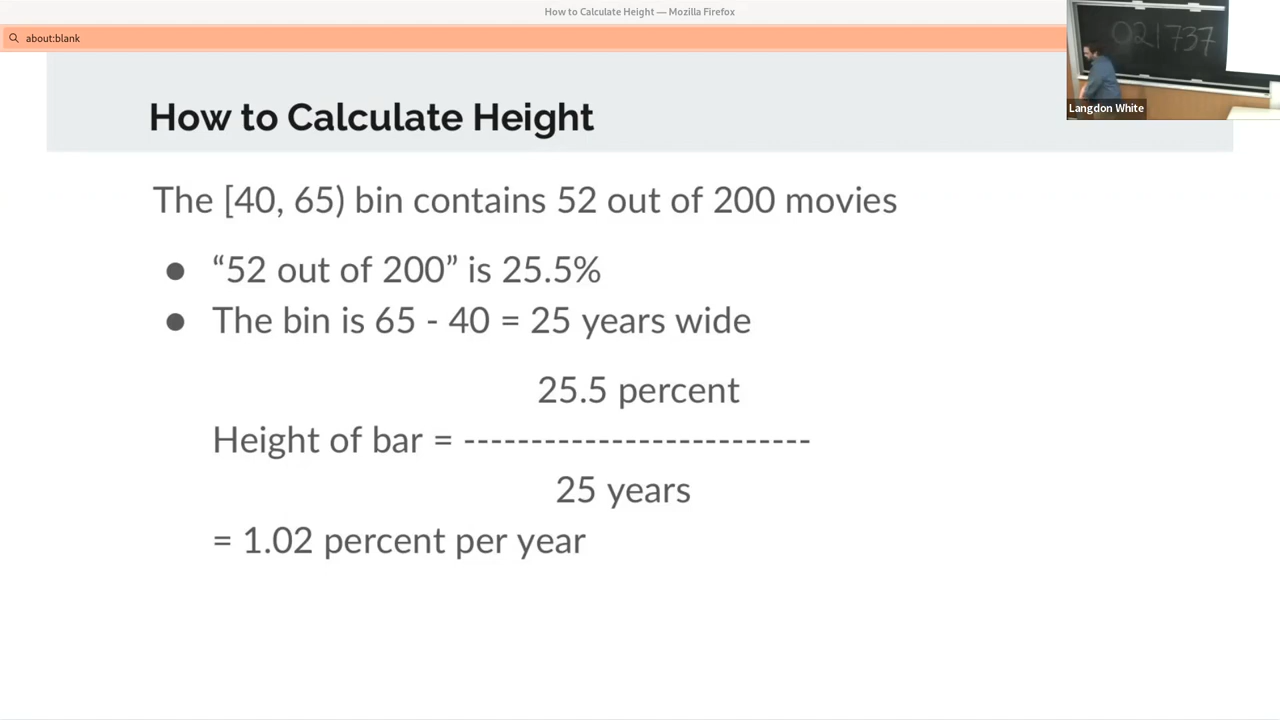 How to Calculate Height — Mozilla Firefox
about:blank
021737
Langdon White
How to Calculate Height
The [40, 65) bin contains 52 out of 200 movies
● “52 out of 200” is 25.5%
● The bin is 65 - 40 = 25 years wide
25.5 percent
Height of bar = --------------------------
25 years
= 1.02 percent per year